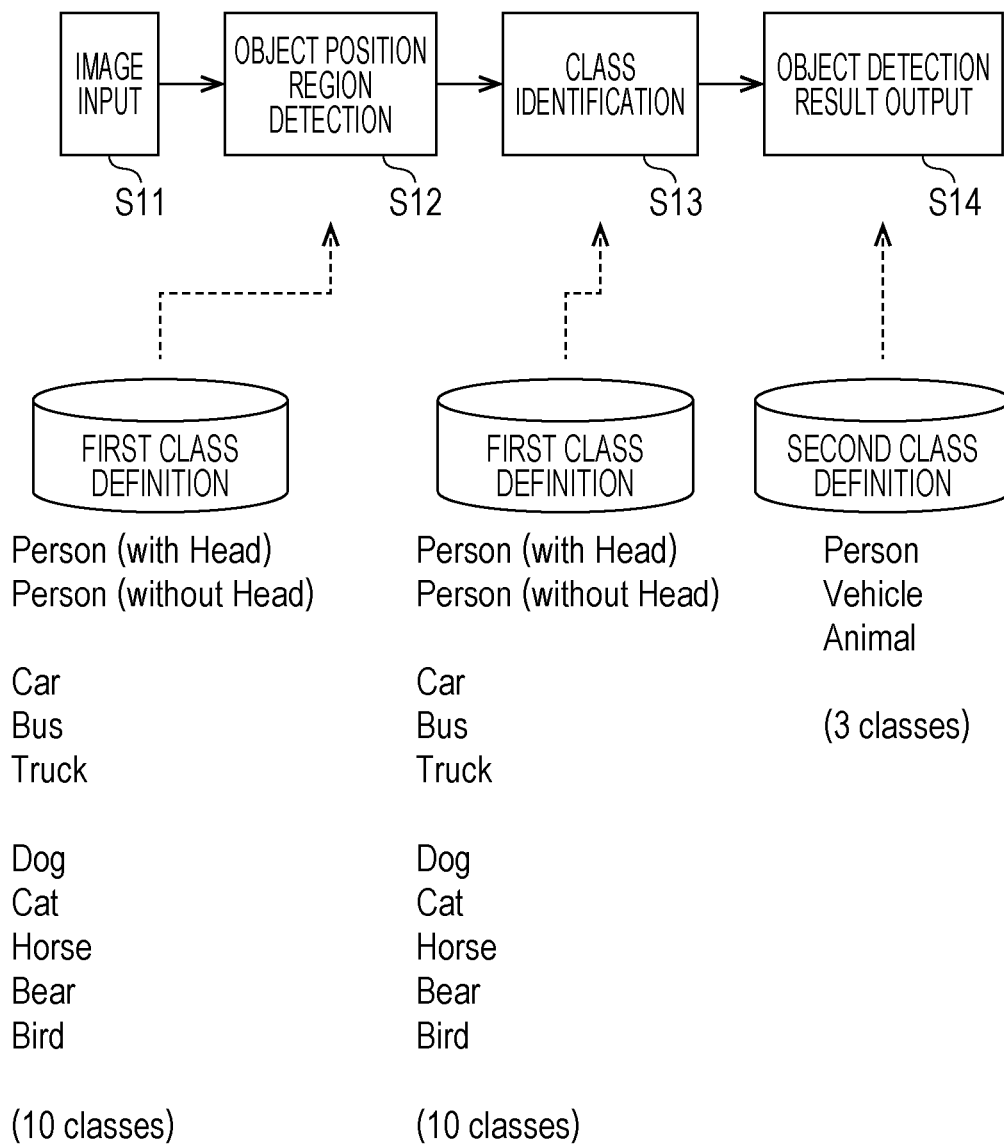 IMAGE
INPUT
OBJECT POSITION
REGION
DETECTION
CLASS
IDENTIFICATION
OBJECT DETECTION
RESULT OUTPUT
S11
S12
S13
S14
FIRST CLASS
DEFINITION
Person (with Head)
Person (without Head)
Car
Bus
Truck
Dog
Cat
Horse
Bear
Bird
(10 classes)
FIRST CLASS
DEFINITION
Person (with Head)
Person (without Head)
Car
Bus
Truck
Dog
Cat
Horse
Bear
Bird
(10 classes)
SECOND CLASS
DEFINITION
Person
Vehicle
Animal
(3 classes)